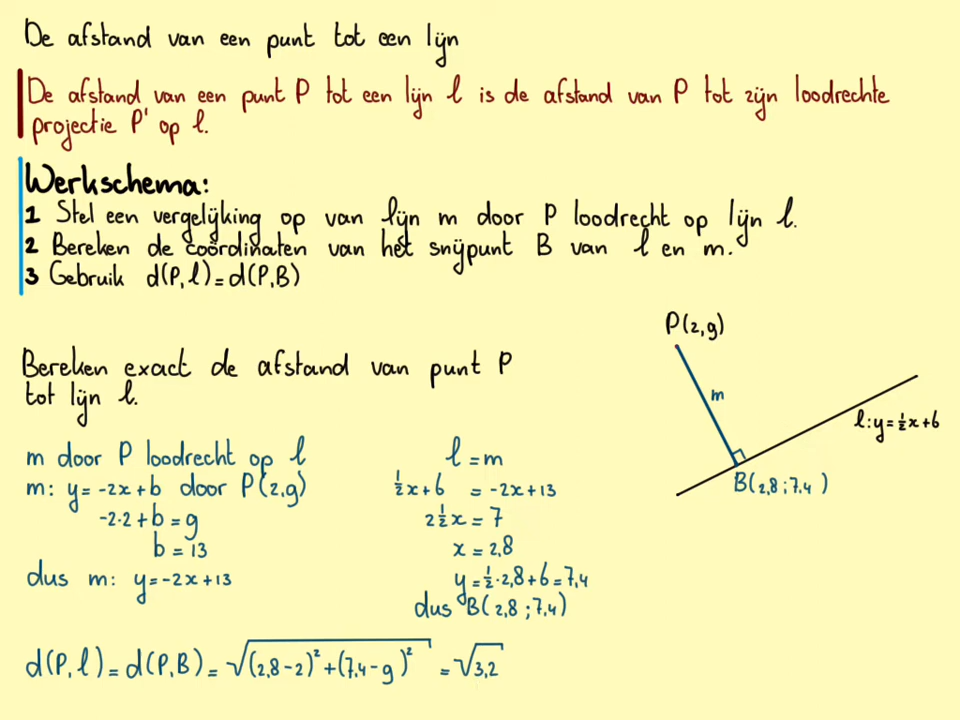 De afstand van een punt tot een lijn
De afstand van een punt P tot een lijn l is de afstand van P tot zijn loodrechte
projectie P' op l.
Werkschema:
1 Stel een vergelijking op van lijn m door P loodrecht op lijn l.
2 Bereken de coördinaten van het snijpunt B van l en m.
3 Gebruik d(P,l)=d(P,B)
Bereken exact de afstand van punt P
tot lijn l.
m door P loodrecht op l
m: y=-2x+b door P(2,9)
-2·2+b=9
b=13
dus m: y=-2x+13
l=m
½x+6 = -2x+13
2½x=7
x=2,8
y=½·2,8+6=7,4
dus B(2,8;7,4)
d(P,l)=d(P,B)=√((2,8-2)²+(7,4-9)²) = √3,2
P(2,9)
m
l:y=½x+6
B(2,8;7,4)